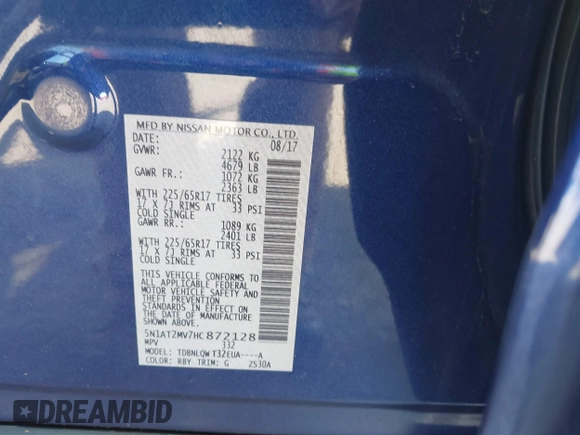 MFD BY NISSAN MOTOR CO., LTD.
DATE: 08/17
GVWR: 2122 KG
4679 LB
GAWR FR.: 1072 KG
2363 LB
WITH 225/65R17 TIRES
17 X 7J RIMS AT 33 PSI
COLD SINGLE
GAWR RR.: 1089 KG
2401 LB
WITH 225/65R17 TIRES
17 X 7J RIMS AT 33 PSI
COLD SINGLE
THIS VEHICLE CONFORMS TO
ALL APPLICABLE FEDERAL
MOTOR VEHICLE SAFETY AND
THEFT PREVENTION
STANDARDS IN EFFECT ON
THE DATE OF MANUFACTURE
SHOWN ABOVE.
5N1AT2MV7HC872128
MPV 332
MODEL: TDBNLQWT32EUA----A
COLOR: RBY TRIM: G 2S30A
DREAMBID